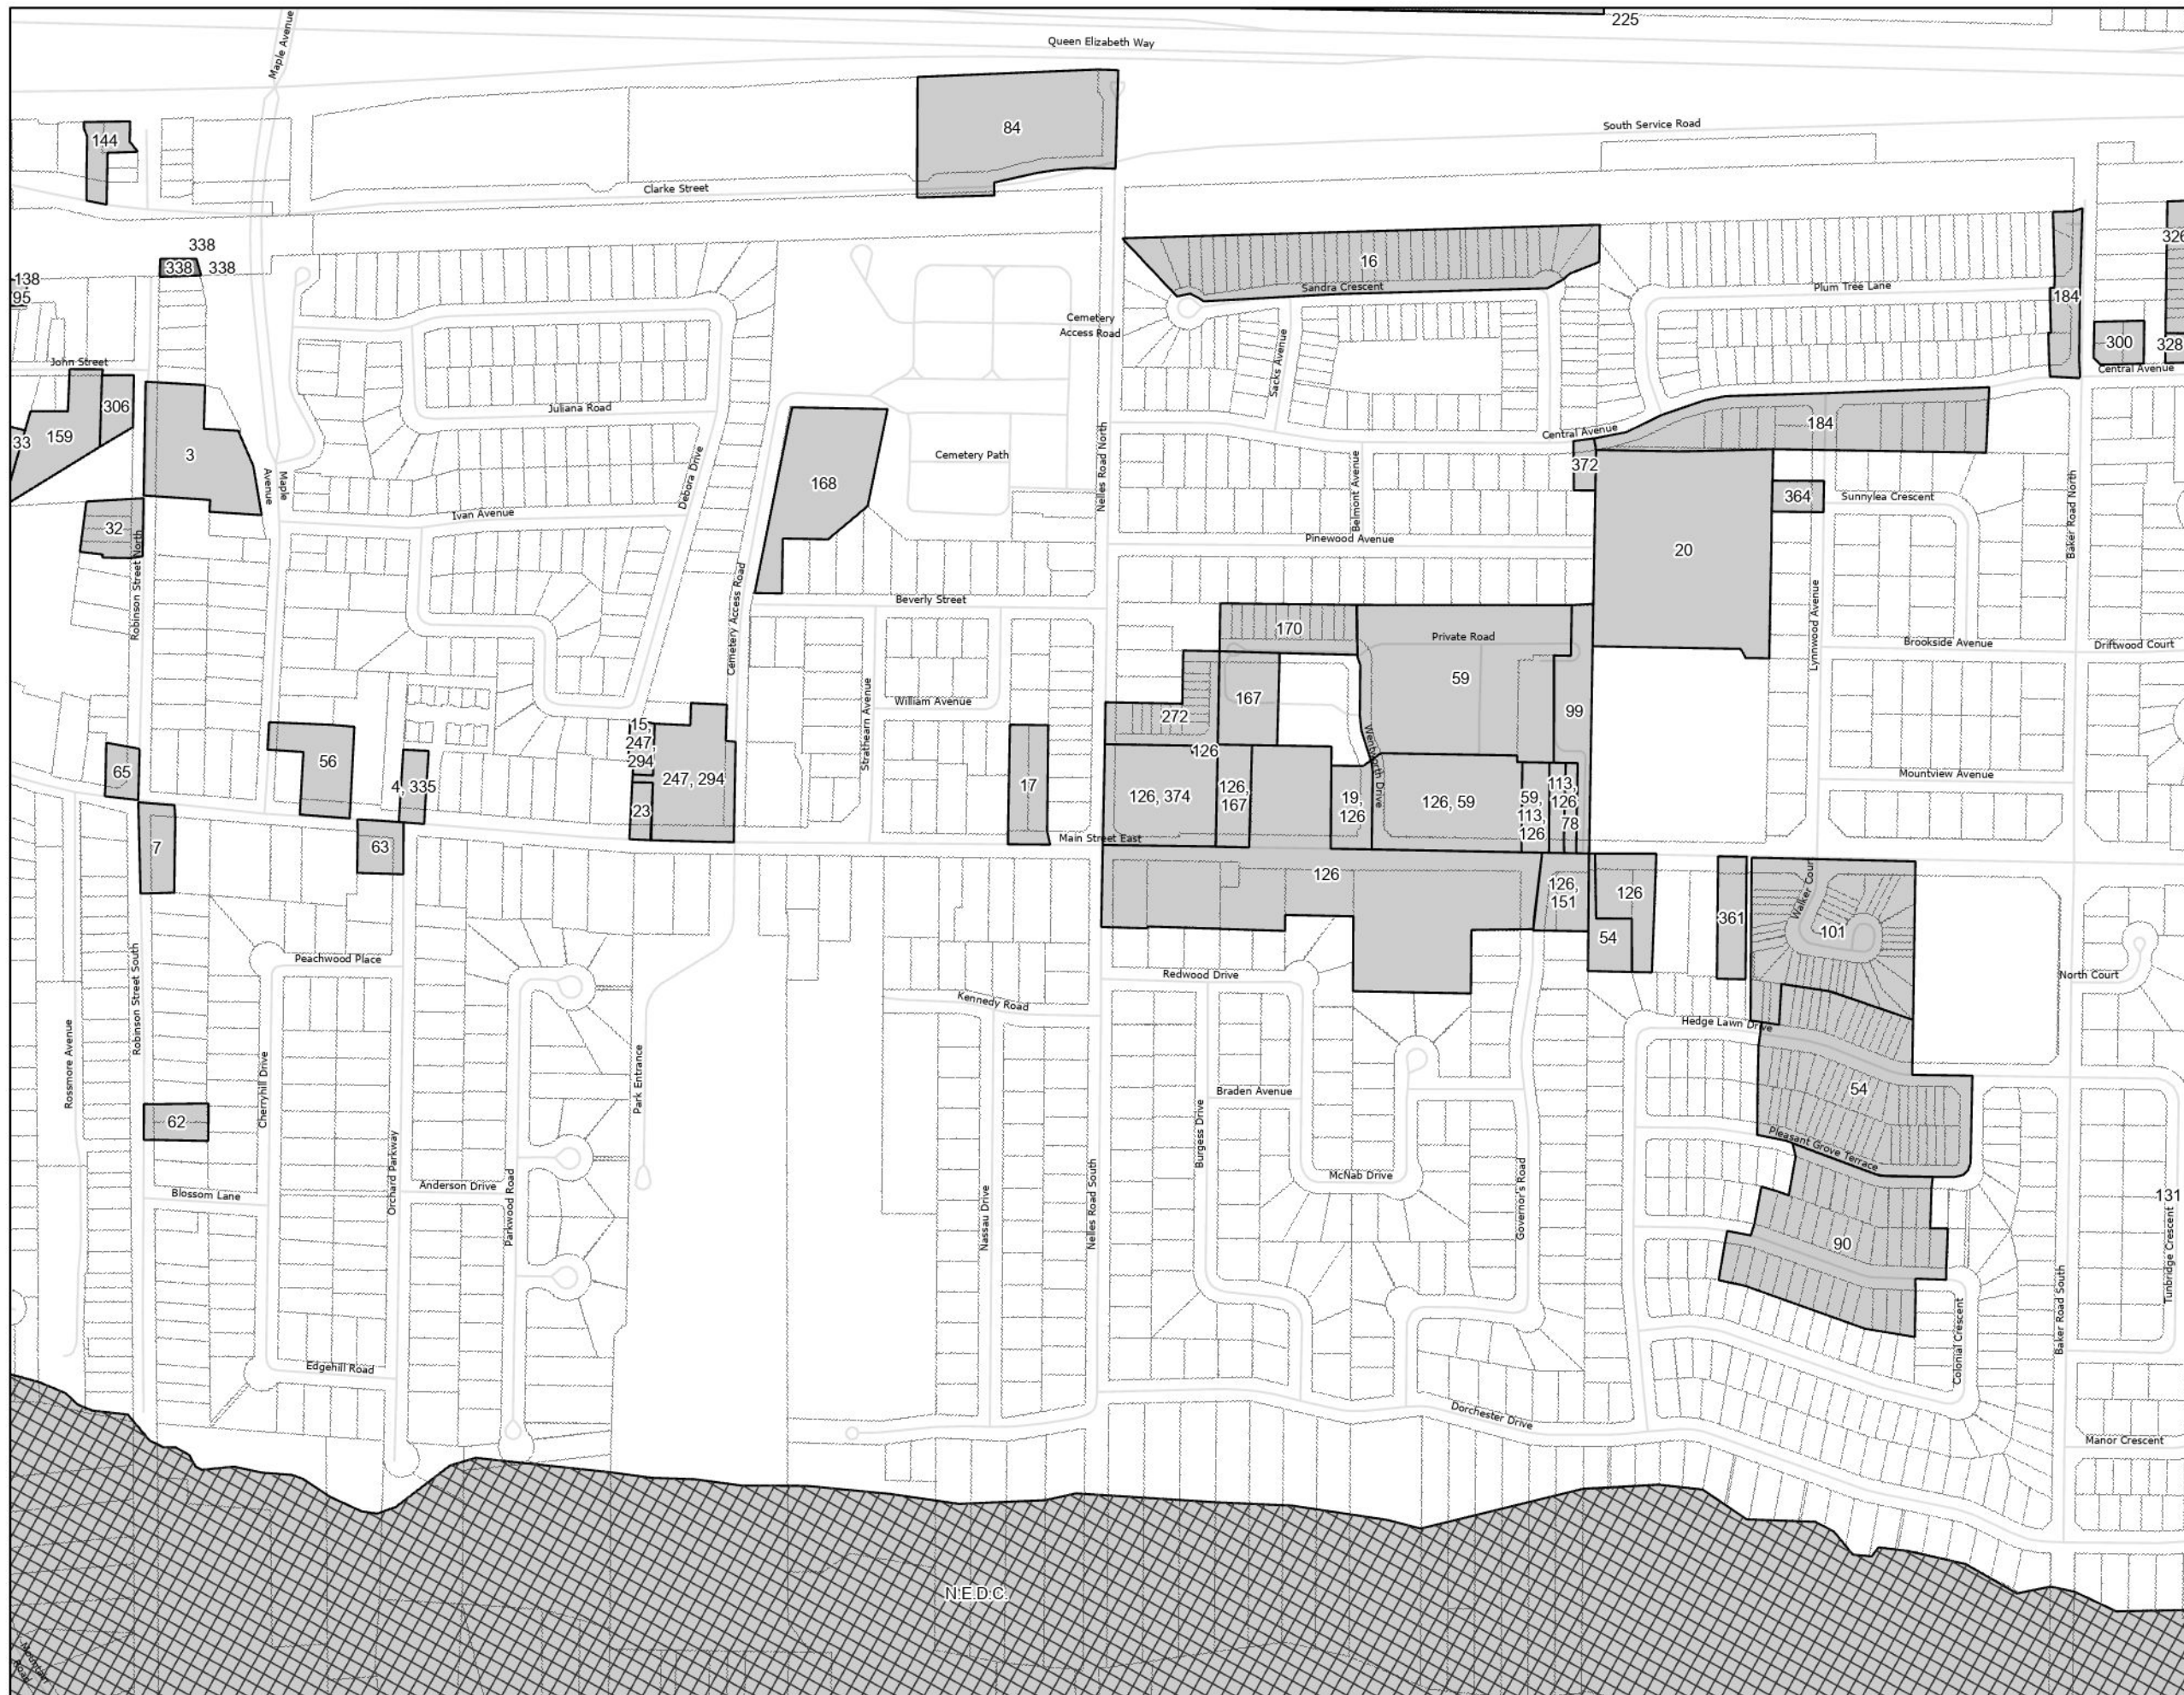 225
Maple Avenue
Queen Elizabeth Way
84
South Service Road
144
Clarke Street
338
338
338
138
95
16
Sandra Crescent
Plum Tree Lane
184
326
Cemetery
Access Road
John Street
306
33
159
3
Juliana Road
Sacks Avenue
300
328
Central Avenue
184
Central Avenue
372
Cemetery Path
168
Debora Drive
Maple
Avenue
Nelles Road North
Belmont Avenue
364
Sunnylea Crescent
Baker Road North
32
Ivan Avenue
Robinson Street North
Pinewood Avenue
20
Cemetery Access Road
Beverly Street
Lynnwood Avenue
170
Private Road
59
Brookside Avenue
Driftwood Court
167
William Avenue
Strathearn Avenue
272
99
126
15,
247,
294
247, 294
56
65
4, 335
23
17
126, 374
126,
167
19,
126
Wentworth Drive
126, 59
59,
113,
126
113,
126
78
Mountview Avenue
7
63
Main Street East
126
126,
151
126
54
361
Walker Court
101
Peachwood Place
Redwood Drive
North Court
Kennedy Road
Hedge Lawn Drive
Rossmore Avenue
Robinson Street South
62
Cherryhill Drive
Park Entrance
Braden Avenue
Burgess Drive
54
Pleasant Grove Terrace
Blossom Lane
Orchard Parkway
Anderson Drive
Parkwood Road
Nassau Drive
Nelles Road South
McNab Drive
Governor's Road
131
90
Tunbridge Crescent
Baker Road South
Colonial Crescent
Edgehill Road
Dorchester Drive
Manor Crescent
N.E.D.C.
Road